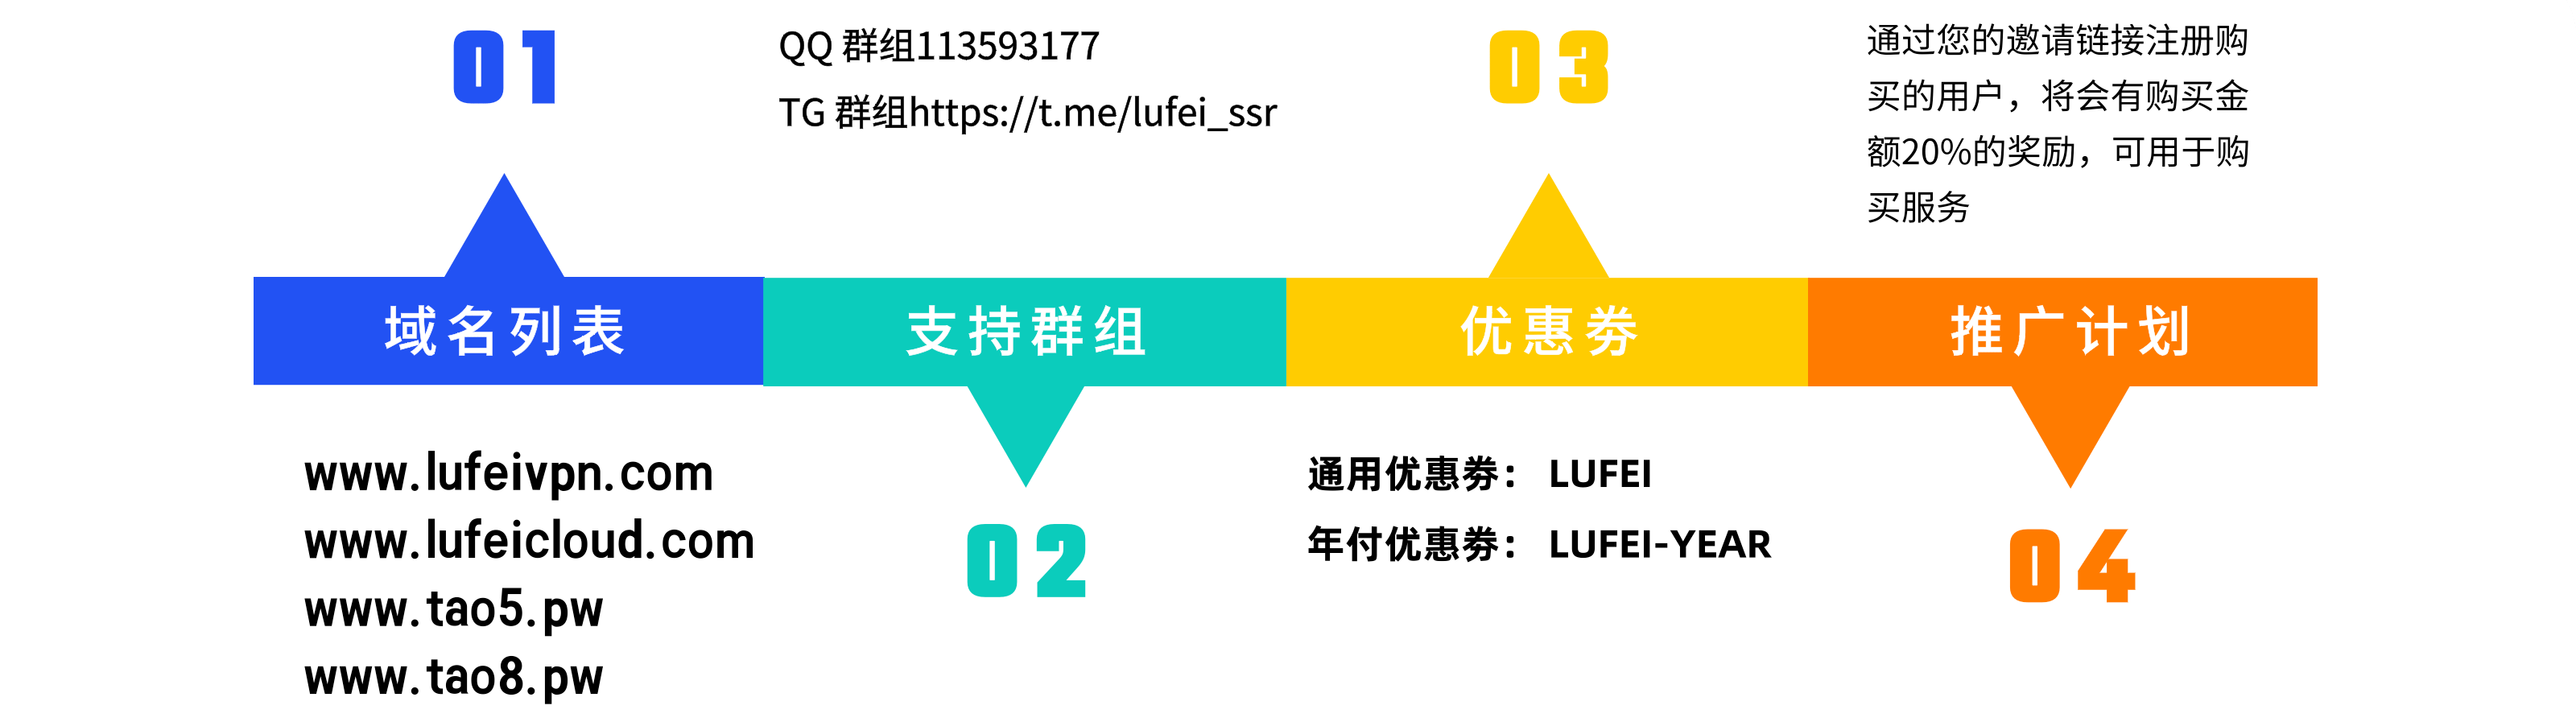 01
域名列表
www.lufeivpn.com
www.lufeicloud.com
www.tao5.pw
www.tao8.pw
QQ 群组113593177
TG 群组https://t.me/lufei_ssr
支持群组
02
03
优惠券
通用优惠券： LUFEI
年付优惠券： LUFEI-YEAR
通过您的邀请链接注册购
买的用户，将会有购买金
额20%的奖励，可用于购
买服务
推广计划
04